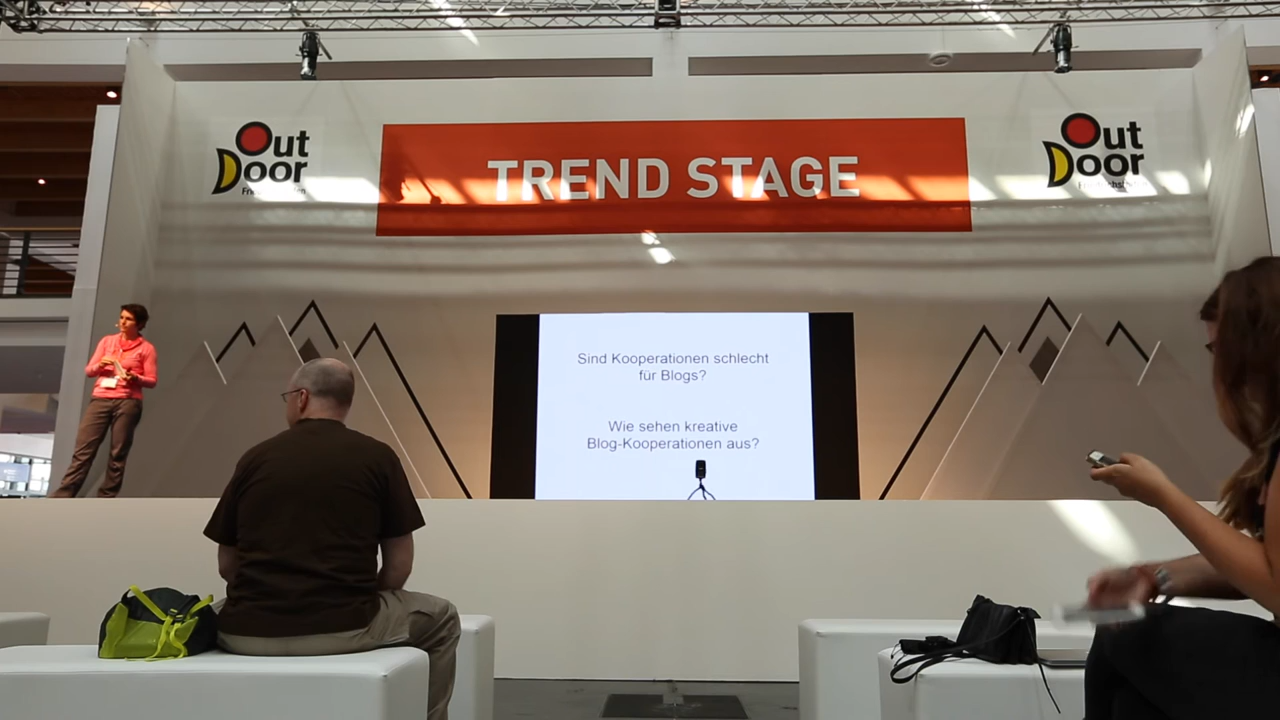 Out
Door
TREND STAGE
Out
Door
Sind Kooperationen schlecht
für Blogs?
Wie sehen kreative
Blog-Kooperationen aus?